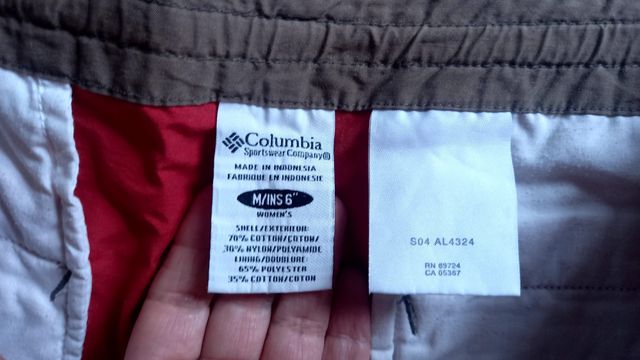 Columbia
Sportswear Company®
MADE IN INDONESIA
FABRIQUE EN INDONESIE
M/INS 6"
WOMEN'S
SHELL/EXTERIEUR:
70% COTTON/COTON/
30% NYLON/POLYAMIDE
LINING/DOUBLURE:
65% POLYESTER
35% COTTON/COTON
S04 AL4324
RN 69724
CA 05367